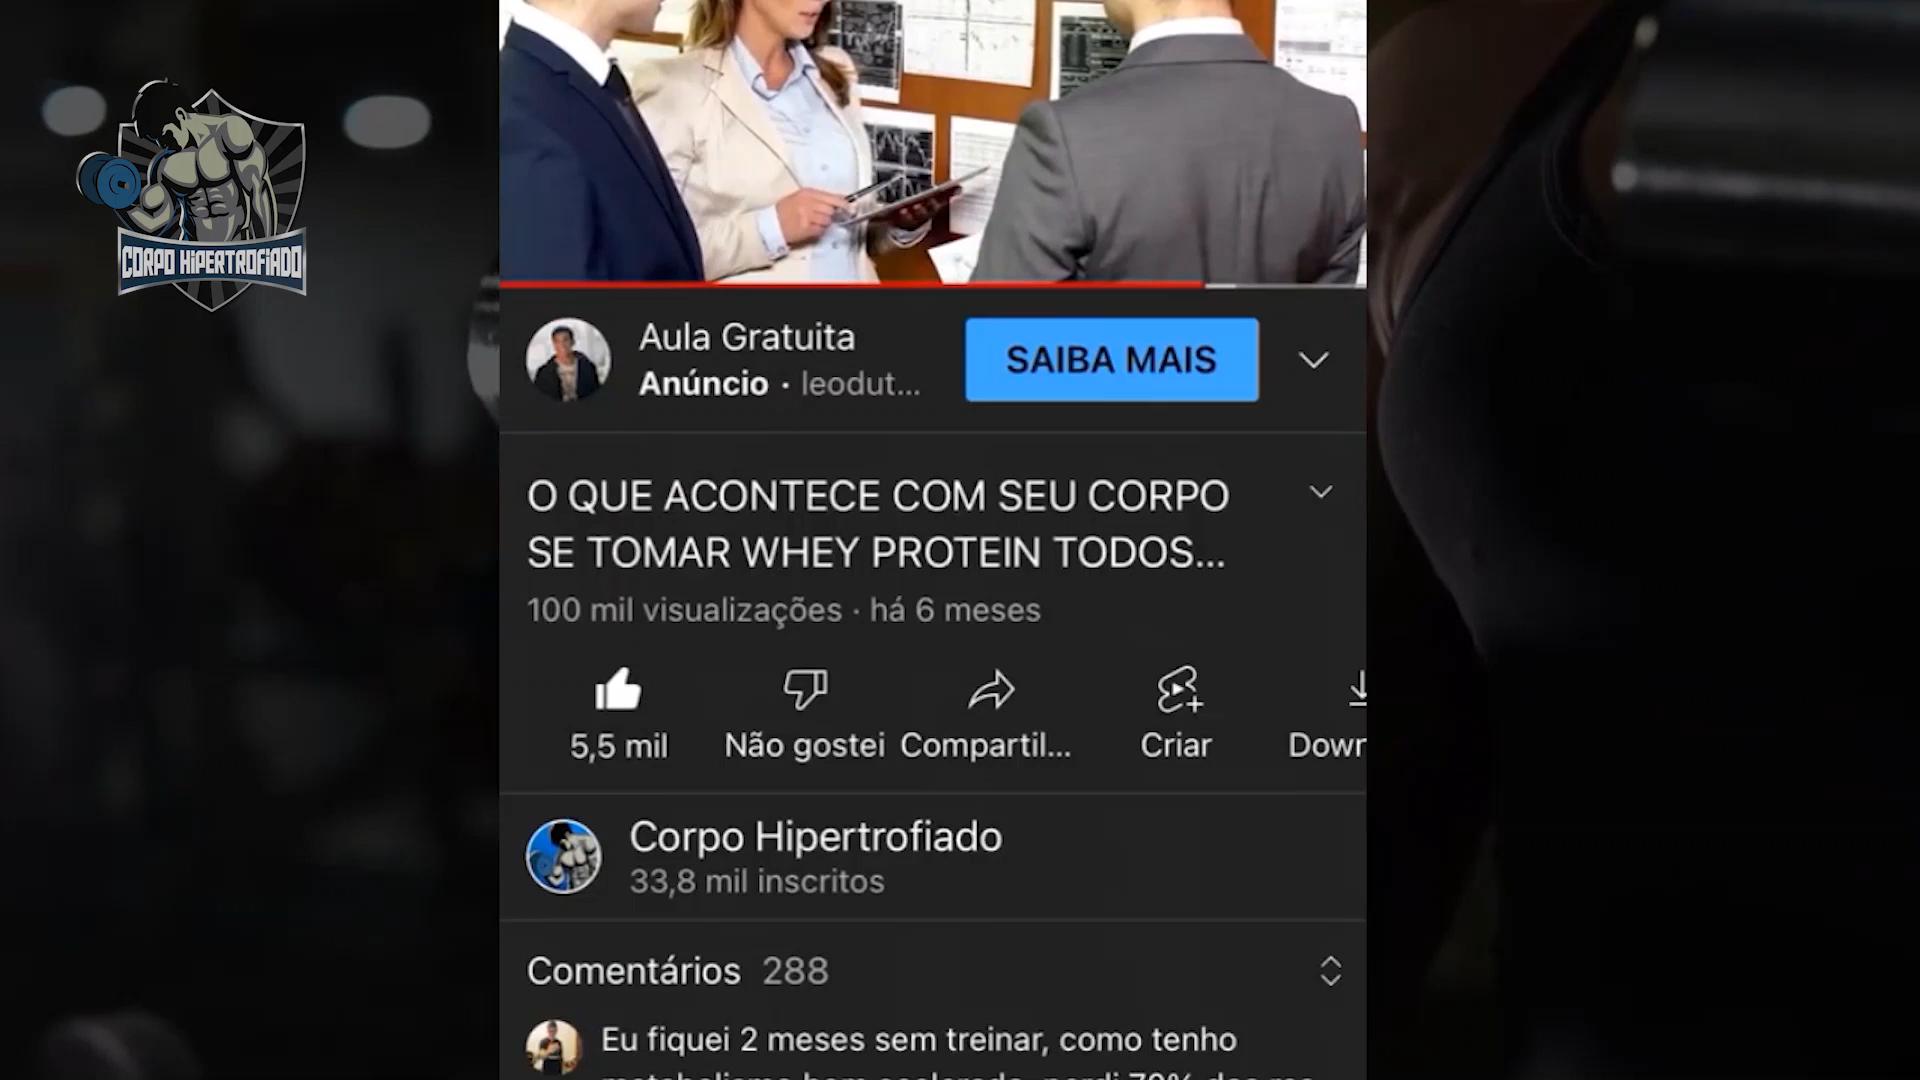 CORPO HIPERTROFIADO
Aula Gratuita
Anúncio · leodut...
SAIBA MAIS
O QUE ACONTECE COM SEU CORPO
SE TOMAR WHEY PROTEIN TODOS...
100 mil visualizações · há 6 meses
5,5 mil
Não gostei
Compartil...
Criar
Corpo Hipertrofiado
33,8 mil inscritos
Comentários 288
Eu fiquei 2 meses sem treinar, como tenho